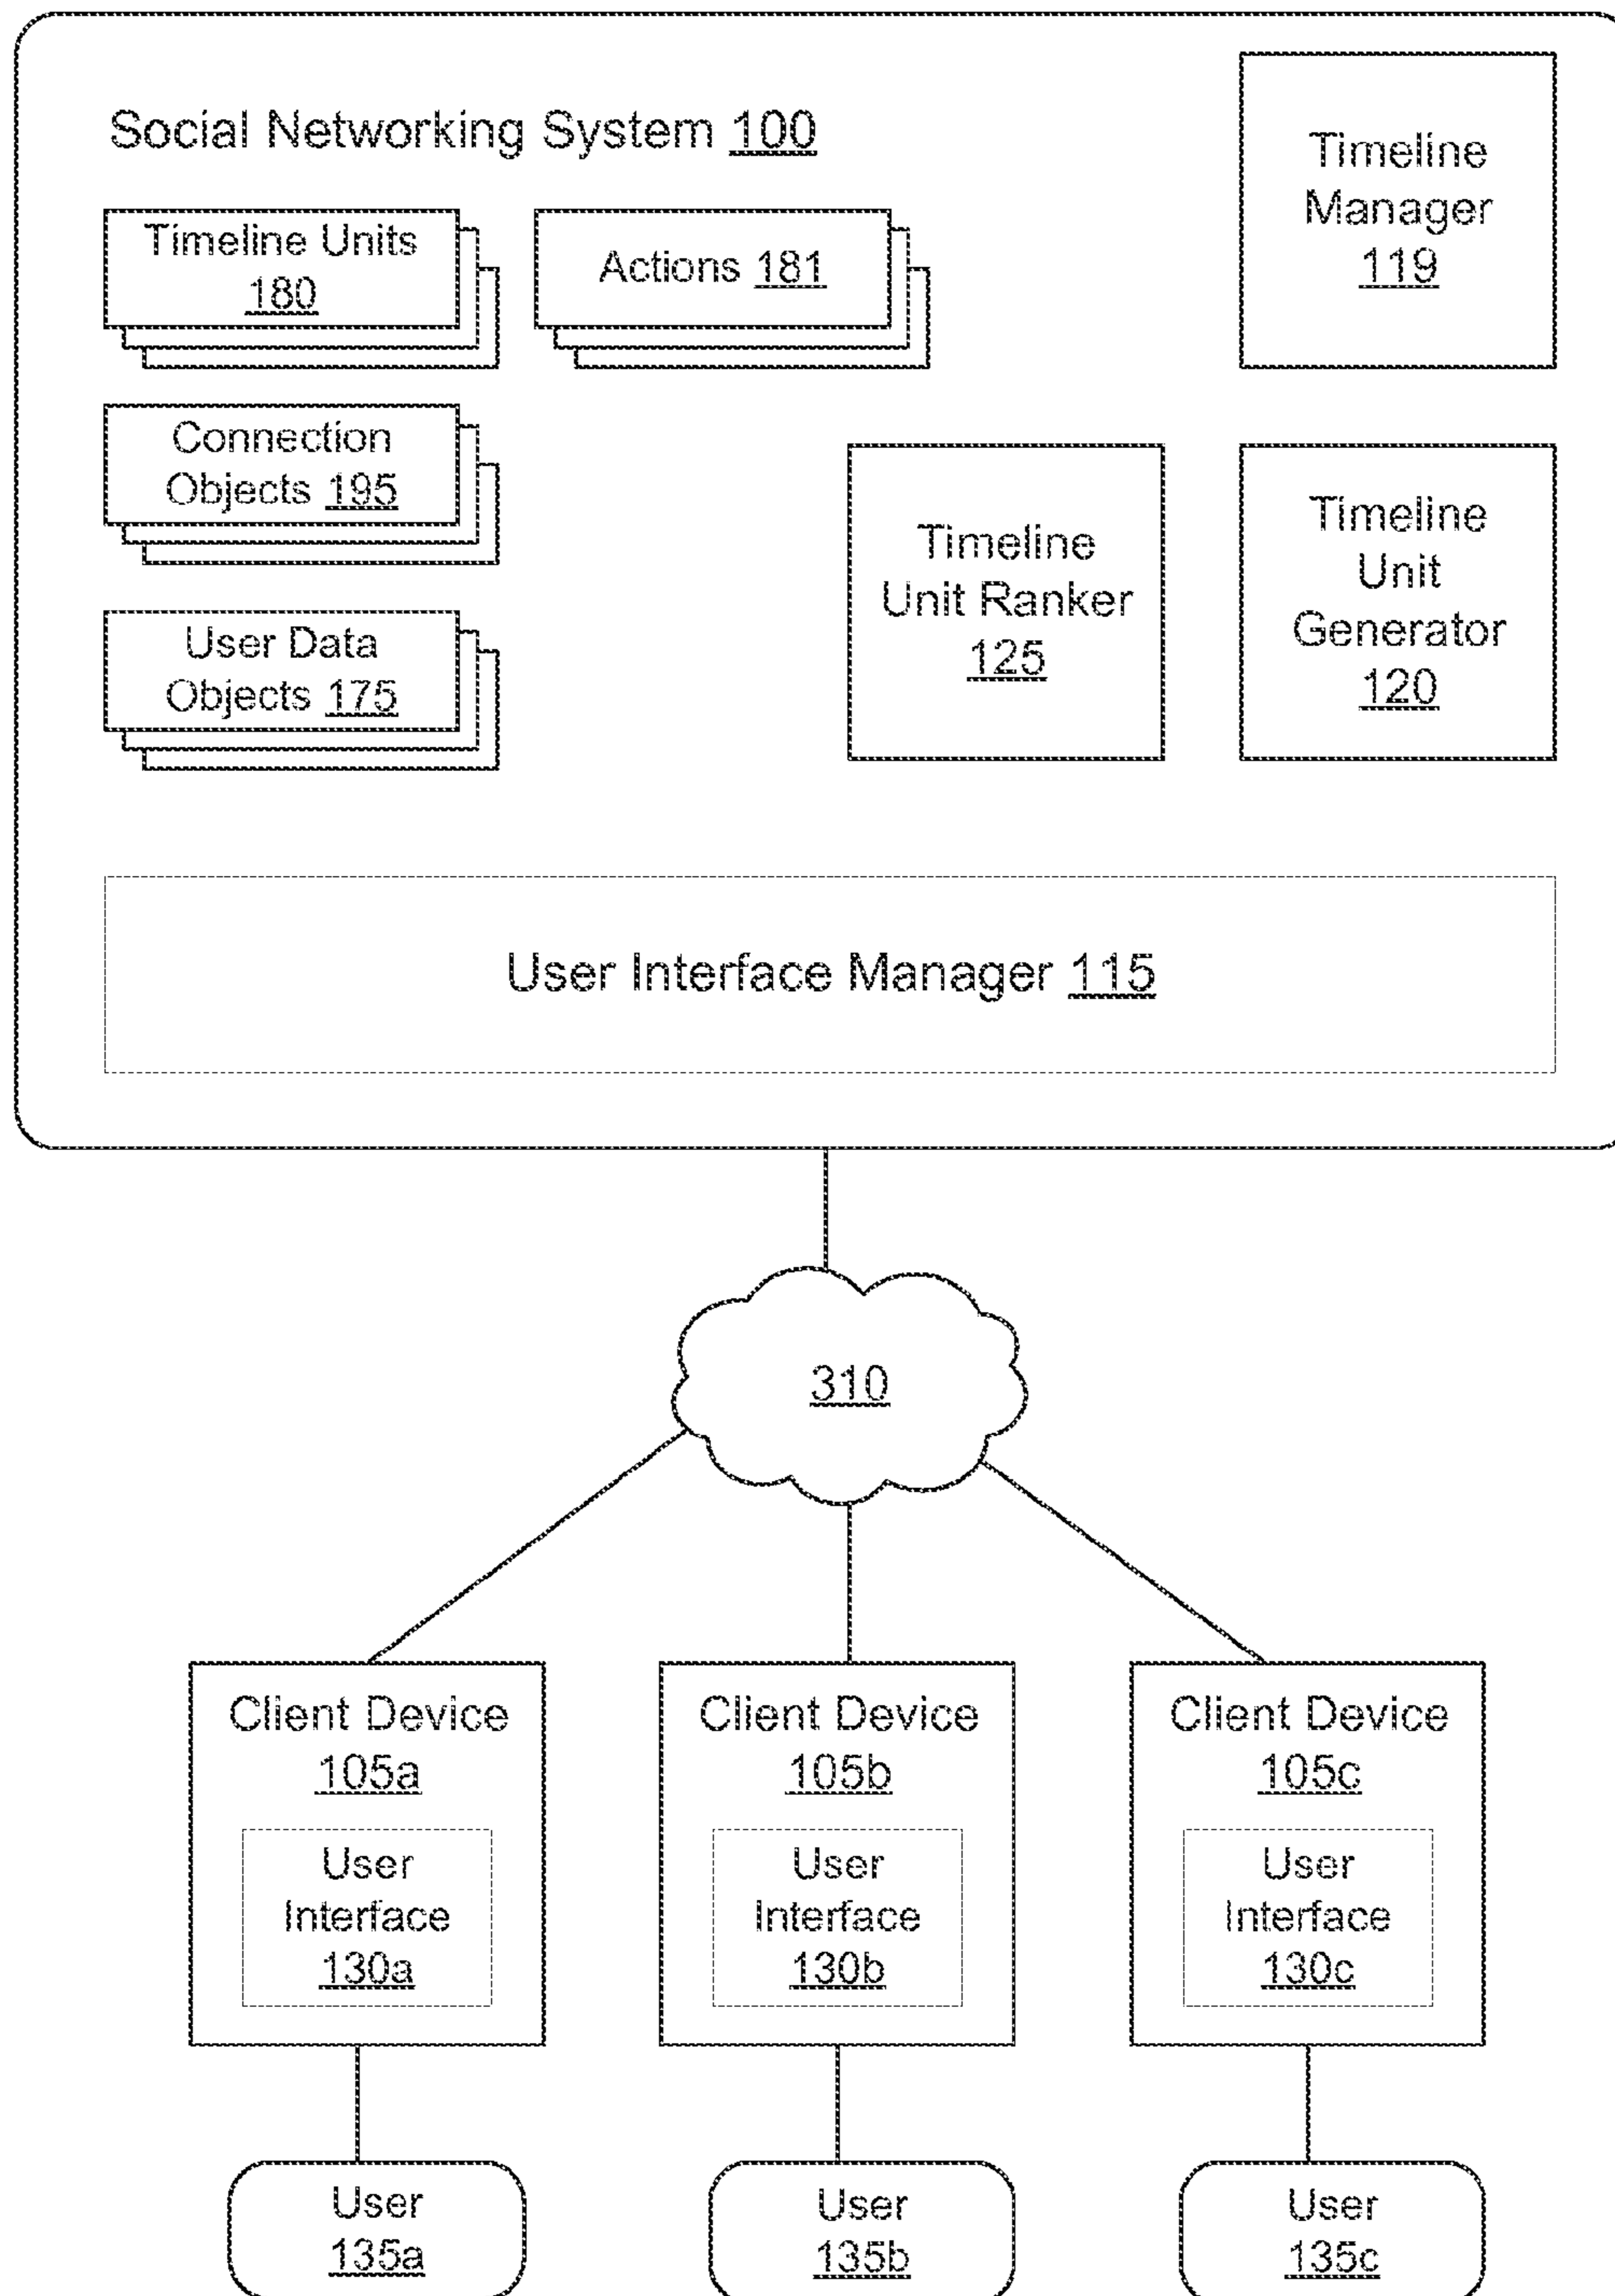 Social Networking System 100
Timeline
Manager
119
Timeline Units
180
Actions 181
Connection
Objects 195
User Data
Objects 175
Timeline
Unit Ranker
125
Timeline
Unit
Generator
120
User Interface Manager 115
310
Client Device
105a
User
Interface
130a
Client Device
105b
User
Interface
130b
Client Device
105c
User
Interface
130c
User
135a
User
135b
User
135c